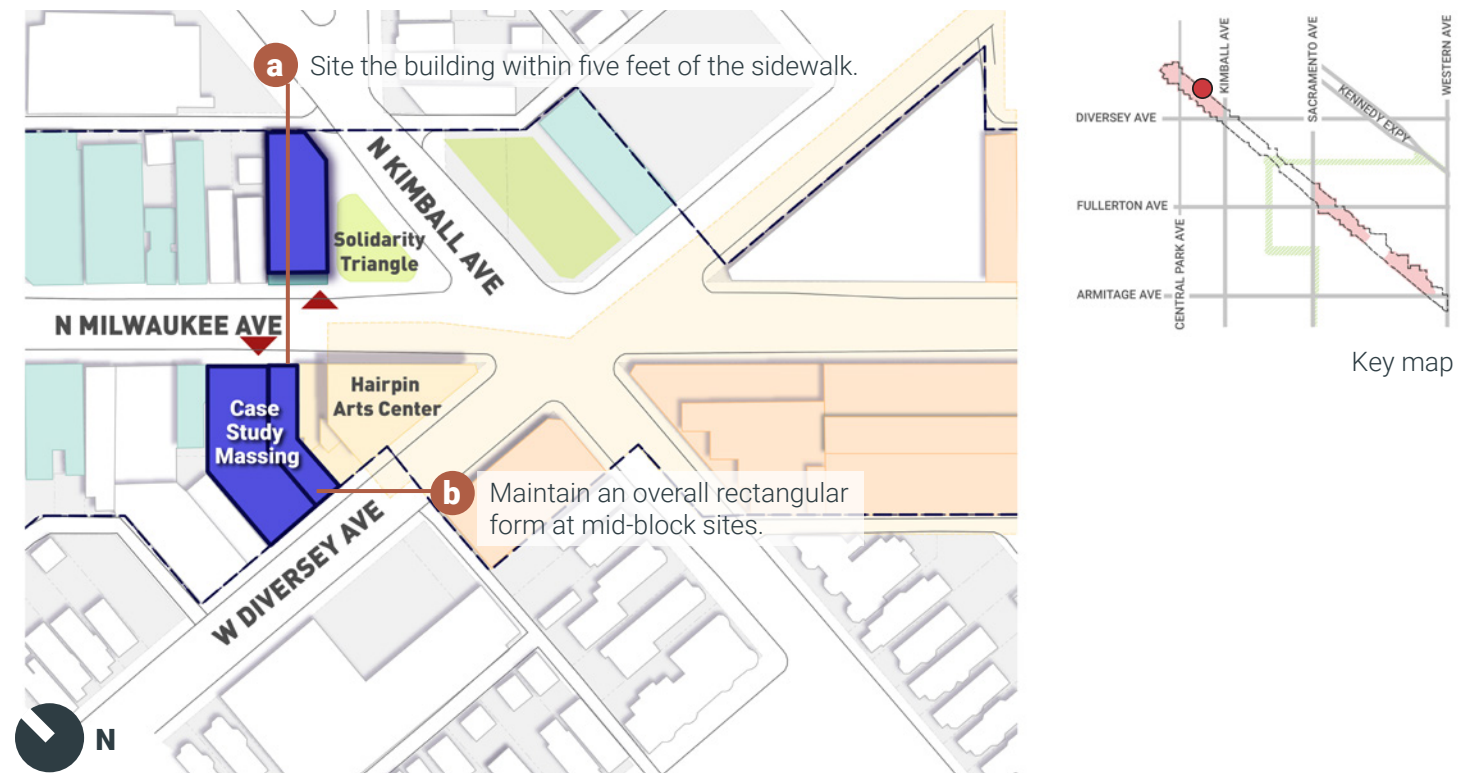 a Site the building within five feet of the sidewalk.
N KIMBALL AVE
Solidarity
Triangle
N MILWAUKEE AVE
Hairpin
Arts Center
Case
Study
Massing
b Maintain an overall rectangular
form at mid-block sites.
W DIVERSEY AVE
N
KIMBALL AVE
SACRAMENTO AVE
WESTERN AVE
KENNEDY EXPY
DIVERSEY AVE
FULLERTON AVE
CENTRAL PARK AVE
ARMITAGE AVE
Key map